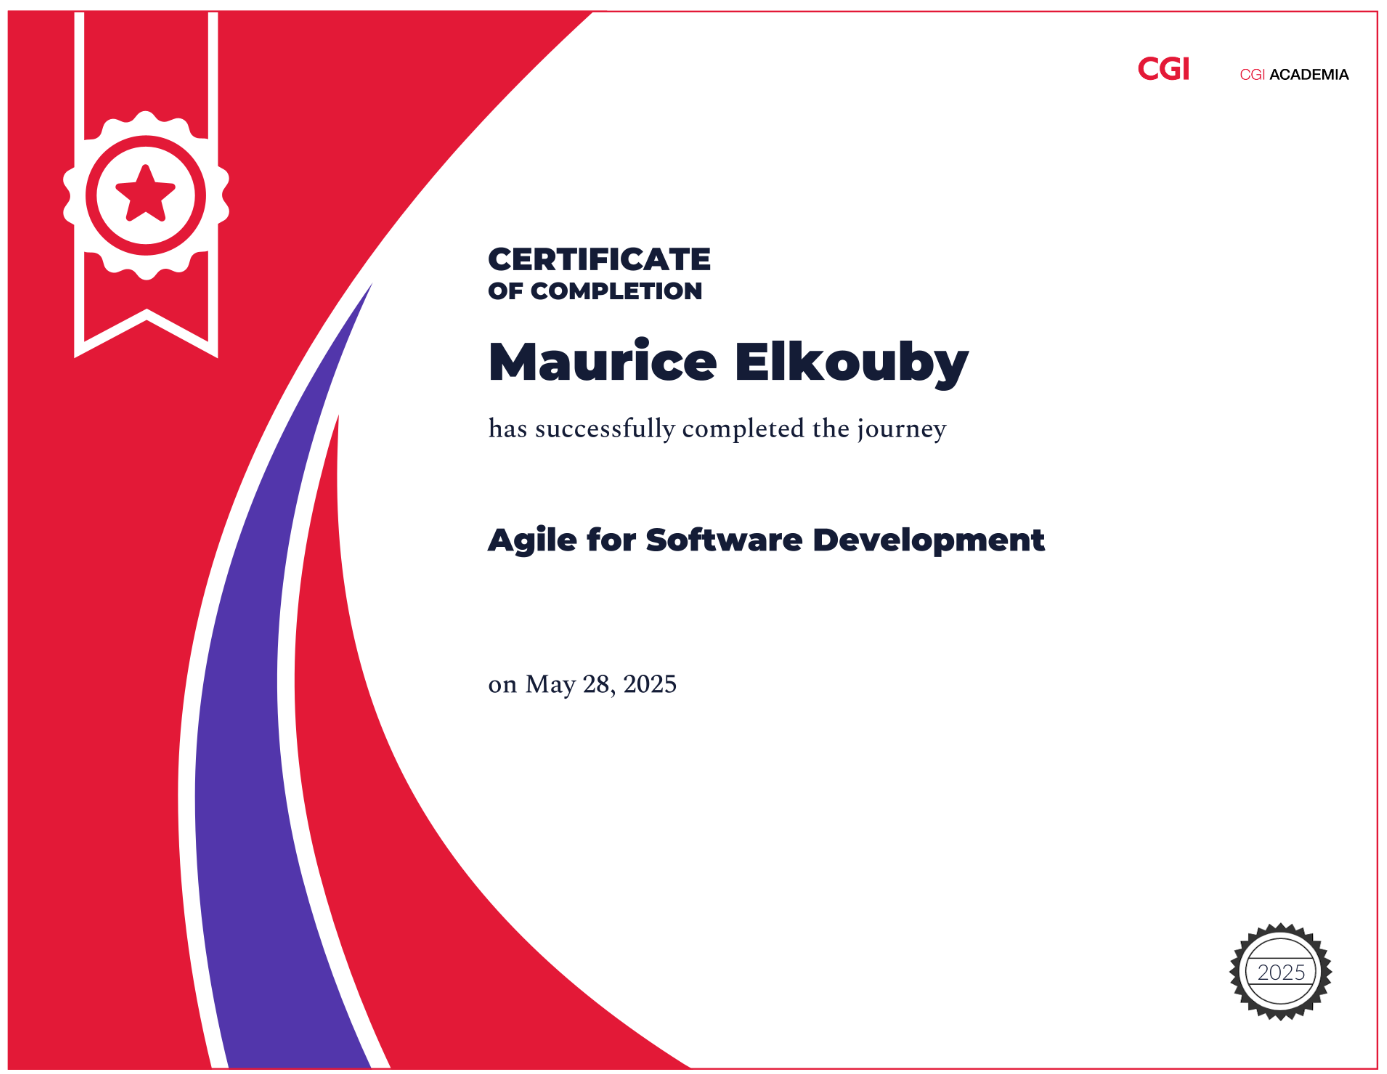 CGI
CGI ACADEMIA
CERTIFICATE
OF COMPLETION
Maurice Elkouby
has successfully completed the journey
Agile for Software Development
on May 28, 2025
2025